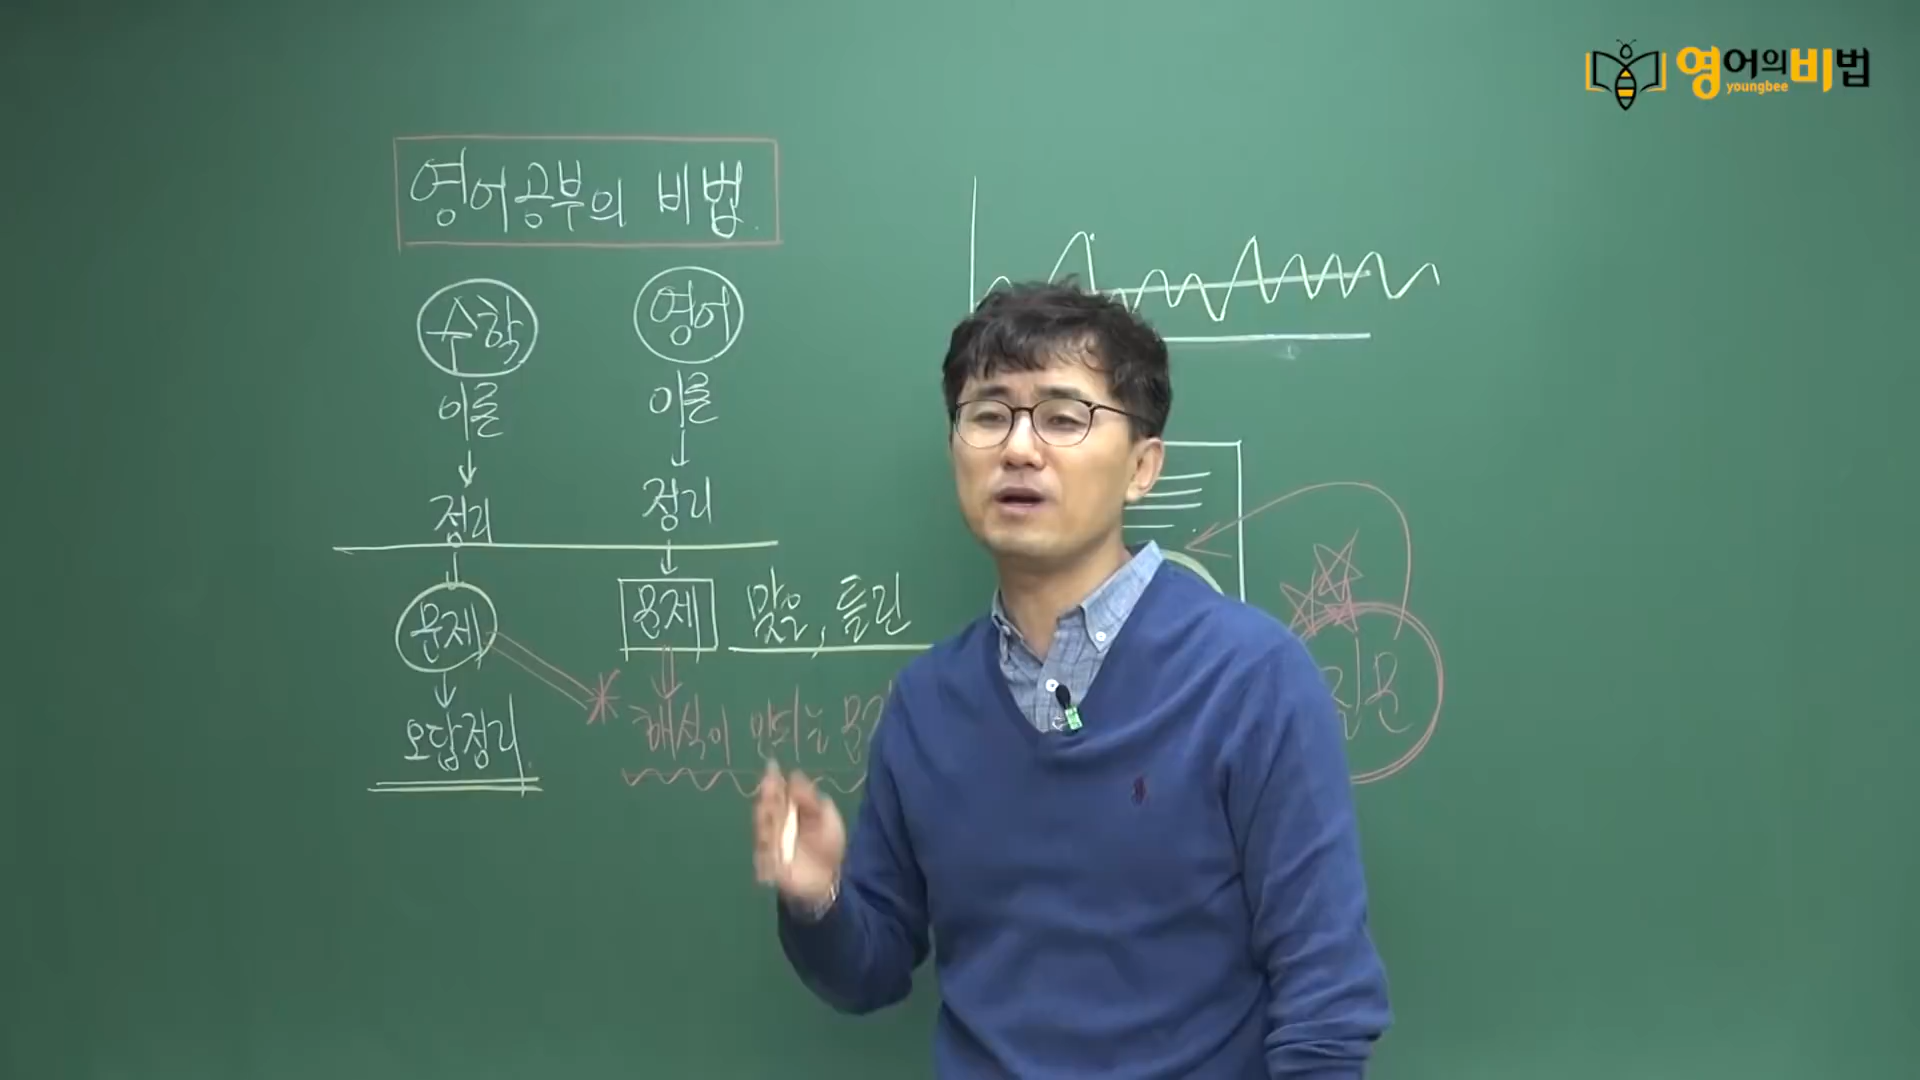 영어의비법
youngbee
영어공부의 비법.
수학
영어
이론
이론
정리
정리
문제
문제
맞은, 틀린
오답정리
해석이 안되는 문